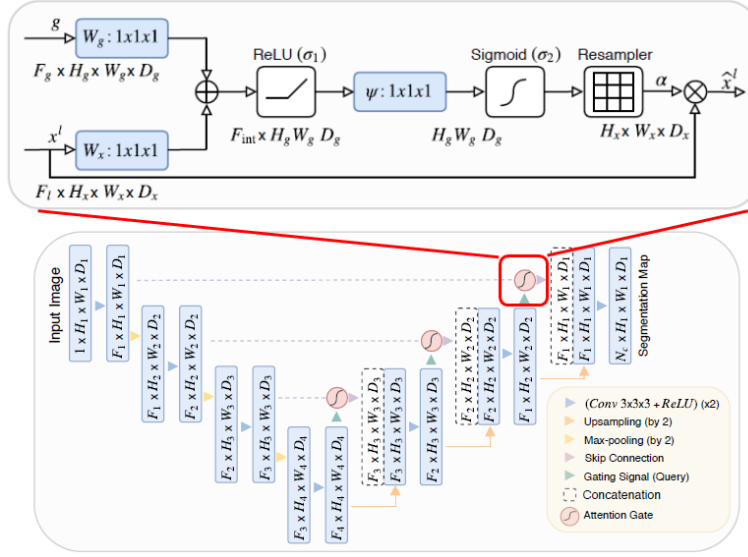 g
W_g : 1x1x1
F_g x H_g x W_g x D_g
x^l
W_x : 1x1x1
F_l x H_x x W_x x D_x
ReLU (σ_1)
F_int x H_g W_g D_g
ψ : 1x1x1
H_g W_g D_g
Sigmoid (σ_2)
Resampler
α
H_x x W_x x D_x
x̂^l
Input Image
1 x H_1 x W_1 x D_1
F_1 x H_1 x W_1 x D_1
F_1 x H_2 x W_2 x D_2
F_2 x H_2 x W_2 x D_2
F_2 x H_3 x W_3 x D_3
F_3 x H_3 x W_3 x D_3
F_3 x H_4 x W_4 x D_4
F_4 x H_4 x W_4 x D_4
F_3 x H_3 x W_3 x D_3
F_3 x H_3 x W_3 x D_3
F_2 x H_3 x W_3 x D_3
F_2 x H_2 x W_2 x D_2
F_2 x H_2 x W_2 x D_2
F_1 x H_2 x W_2 x D_2
F_1 x H_1 x W_1 x D_1
F_1 x H_1 x W_1 x D_1
N_c x H_1 x W_1 x D_1
Segmentation Map
(Conv 3x3x3 + ReLU) (x2)
Upsampling (by 2)
Max-pooling (by 2)
Skip Connection
Gating Signal (Query)
Concatenation
Attention Gate